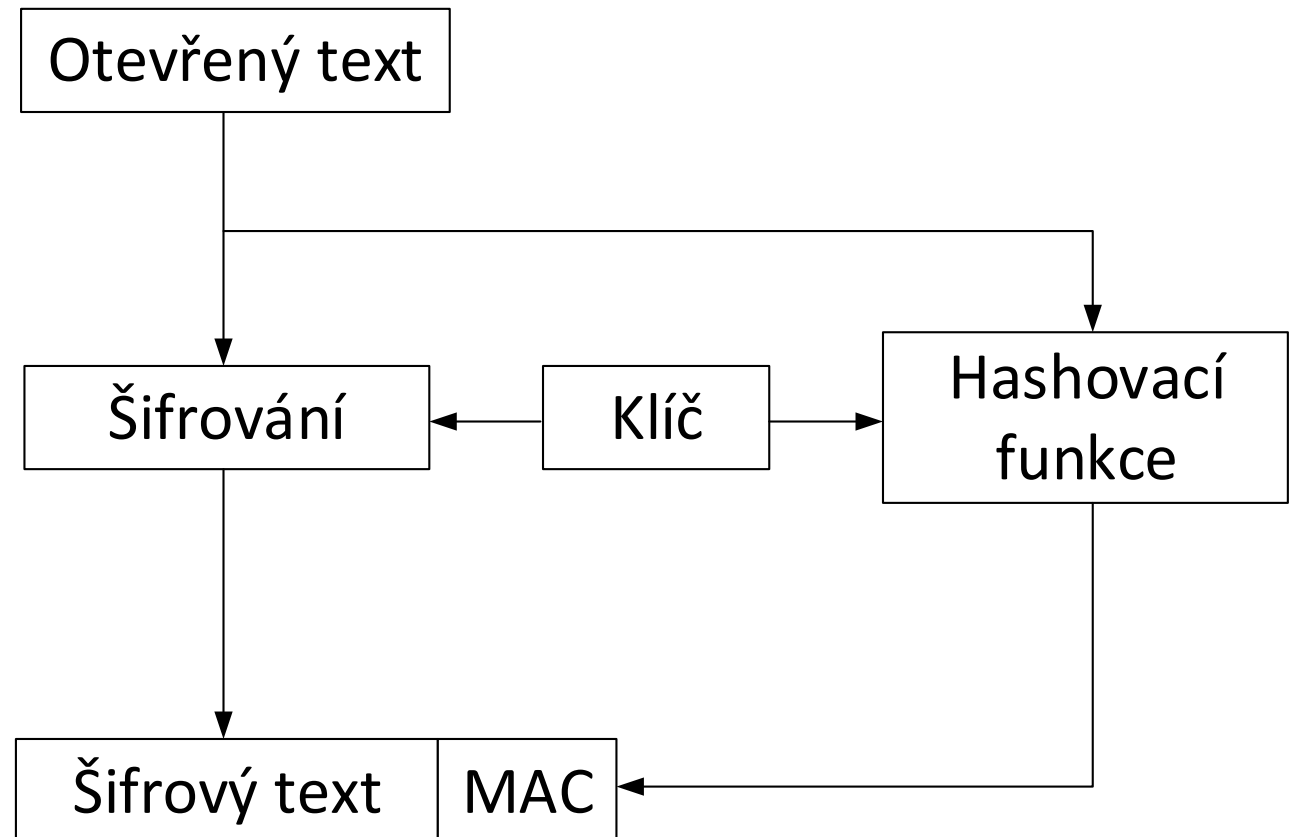 Otevřený text
Šifrování
Klíč
Hashovací
funkce
Šifrový text
MAC